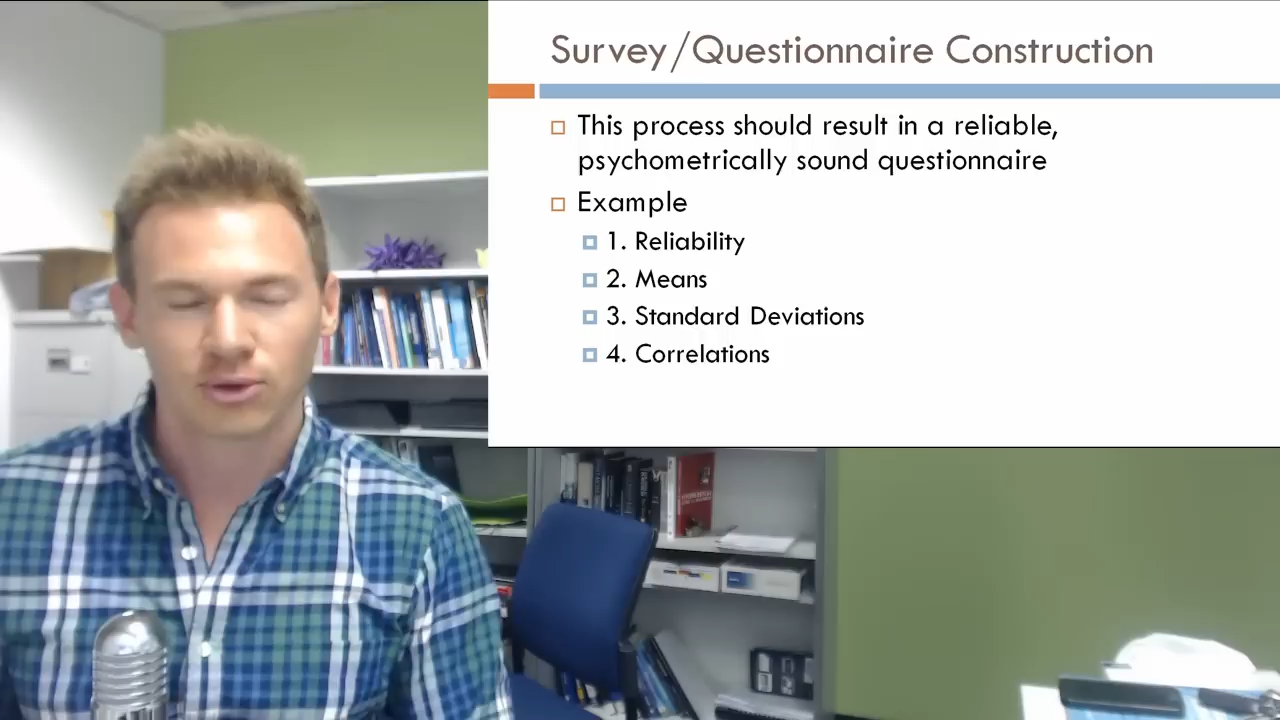 Survey/Questionnaire Construction
This process should result in a reliable,
psychometrically sound questionnaire
Example
1. Reliability
2. Means
3. Standard Deviations
4. Correlations